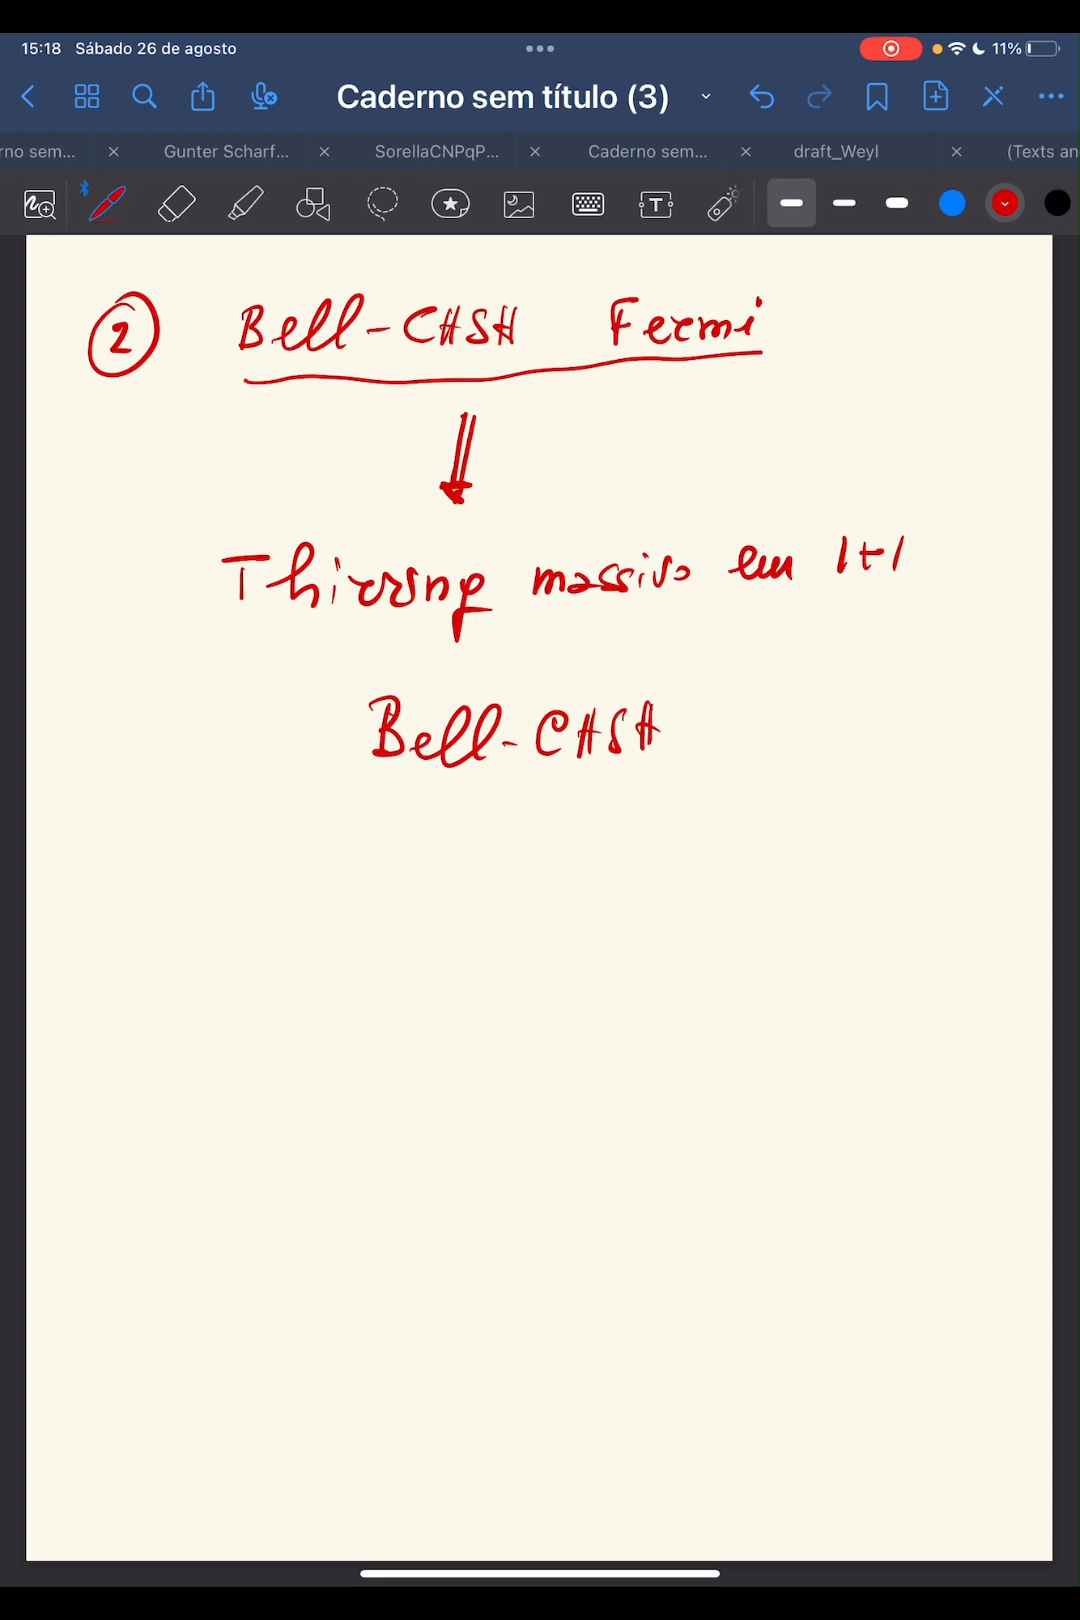 15:18 Sábado 26 de agosto 11%
Caderno sem título (3)
rno sem... Gunter Scharf... SorellaCNPqP... Caderno sem... draft_Weyl (Texts an
T
2 Bell-CHSH Fermi
Thirring massivo em 1+1
Bell-CHSH